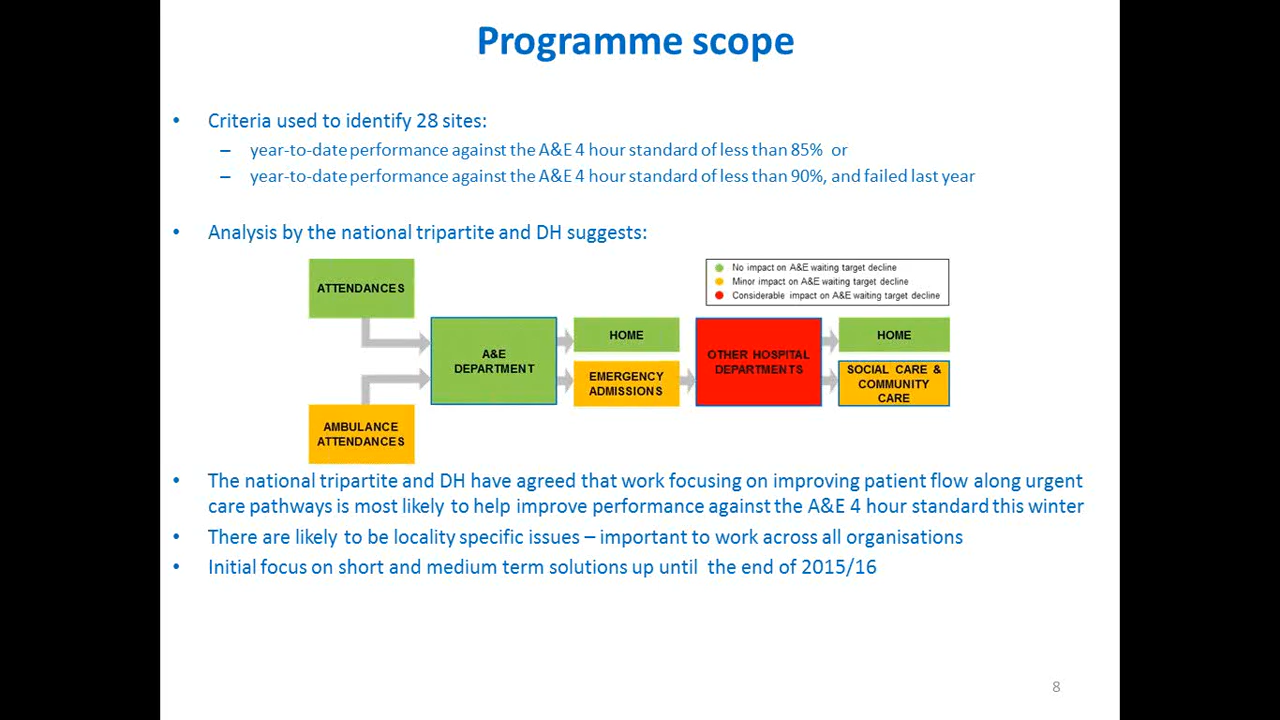 Programme scope
• Criteria used to identify 28 sites:
– year-to-date performance against the A&E 4 hour standard of less than 85% or
– year-to-date performance against the A&E 4 hour standard of less than 90%, and failed last year
• Analysis by the national tripartite and DH suggests:
No impact on A&E waiting target decline
Minor impact on A&E waiting target decline
Considerable impact on A&E waiting target decline
ATTENDANCES
AMBULANCE
ATTENDANCES
A&E
DEPARTMENT
HOME
EMERGENCY
ADMISSIONS
OTHER HOSPITAL
DEPARTMENTS
HOME
SOCIAL CARE &
COMMUNITY
CARE
• The national tripartite and DH have agreed that work focusing on improving patient flow along urgent
care pathways is most likely to help improve performance against the A&E 4 hour standard this winter
• There are likely to be locality specific issues – important to work across all organisations
• Initial focus on short and medium term solutions up until the end of 2015/16
8